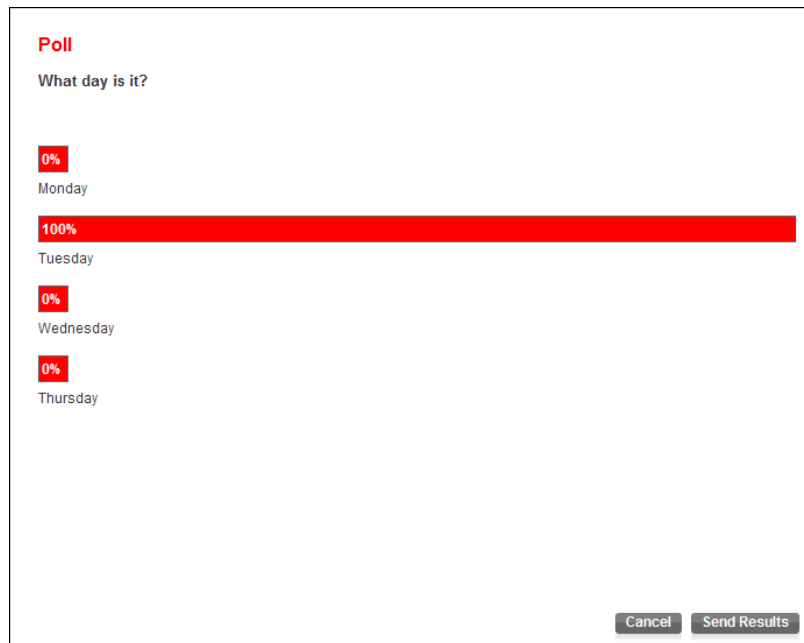 Poll
What day is it?
0%
Monday
100%
Tuesday
0%
Wednesday
0%
Thursday
Cancel Send Results